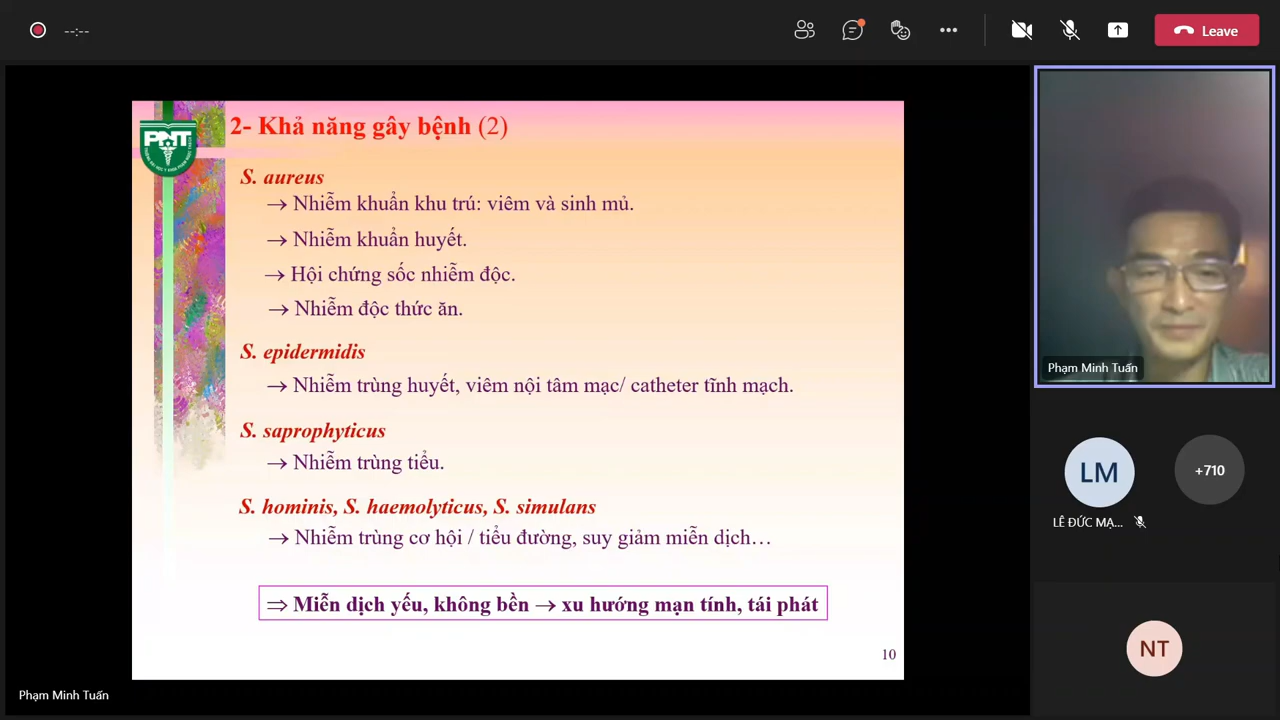 --:--
Leave
2- Khả năng gây bệnh (2)
PNT
S. aureus
→ Nhiễm khuẩn khu trú: viêm và sinh mủ.
→ Nhiễm khuẩn huyết.
→ Hội chứng sốc nhiễm độc.
→ Nhiễm độc thức ăn.
S. epidermidis
→ Nhiễm trùng huyết, viêm nội tâm mạc/ catheter tĩnh mạch.
S. saprophyticus
→ Nhiễm trùng tiểu.
S. hominis, S. haemolyticus, S. simulans
→ Nhiễm trùng cơ hội / tiểu đường, suy giảm miễn dịch…
⇒ Miễn dịch yếu, không bền → xu hướng mạn tính, tái phát
10
Phạm Minh Tuấn
Phạm Minh Tuấn
LM
+710
LÊ ĐỨC MẠ...
NT